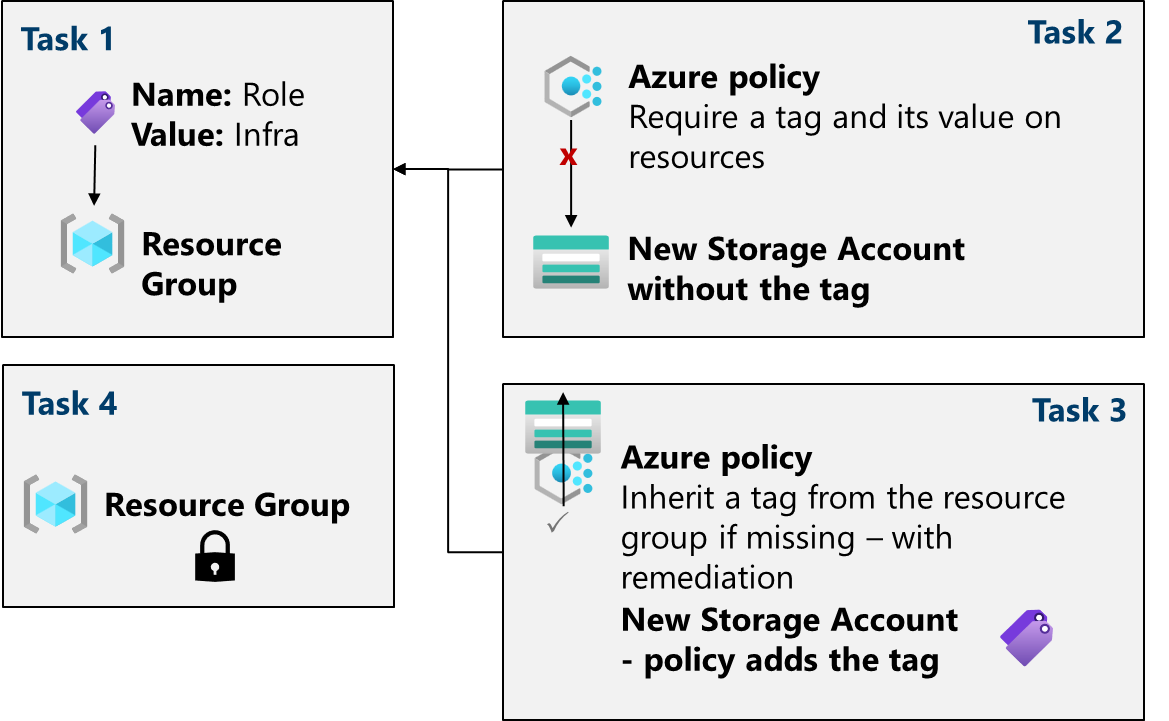 Task 1
Name: Role
Value: Infra
Resource
Group
Task 2
Azure policy
Require a tag and its value on
resources
x
New Storage Account
without the tag
Task 4
Resource Group
Task 3
Azure policy
Inherit a tag from the resource
group if missing – with
remediation
New Storage Account
- policy adds the tag